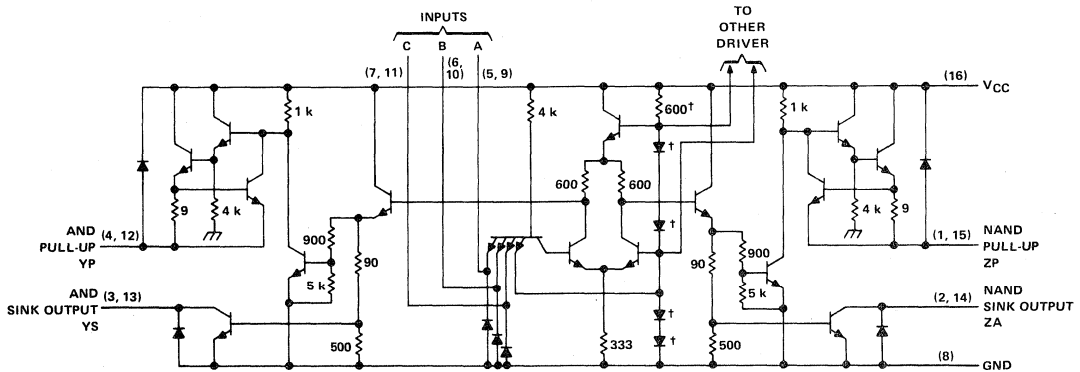 INPUTS
C B A
(7, 11) (6, 10) (5, 9)
TO
OTHER
DRIVER
(16) VCC
1 k
4 k
600†
1 k
†
9
4 k
600 600
†
4 k
9
AND (4, 12)
PULL-UP
YP
900
90
5 k
90
900
5 k
(1, 15) NAND
PULL-UP
ZP
AND (3, 13)
SINK OUTPUT
YS
500
333
†
†
500
(2, 14) NAND
SINK OUTPUT
ZA
(8)
GND